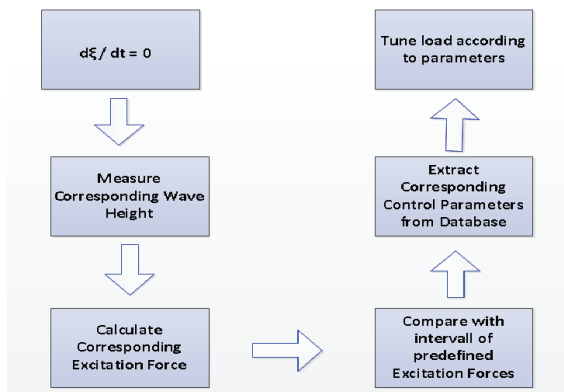 dξ/ dt = 0
Measure
Corresponding Wave
Height
Calculate
Corresponding
Excitation Force
Compare with
intervall of
predefined
Excitation Forces
Extract
Corresponding
Control Parameters
from Database
Tune load according
to parameters